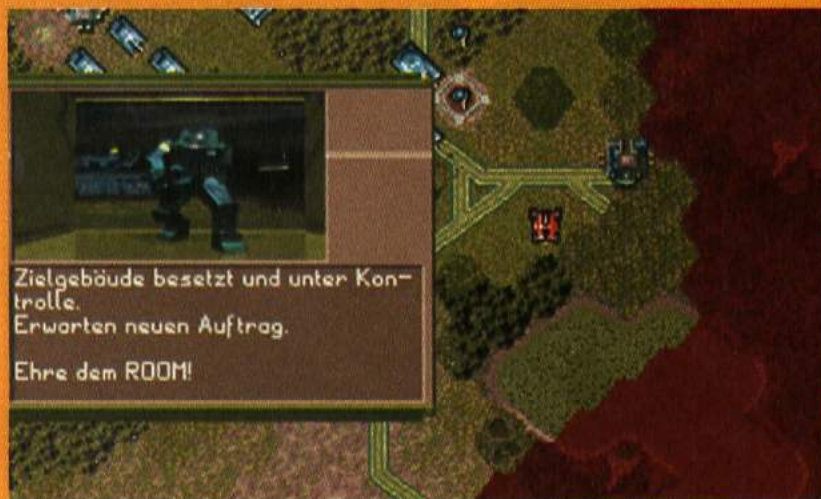 Zielgebäude besetzt und unter Kon-
trolle.
Erwarten neuen Auftrag.
Ehre dem ROOM!